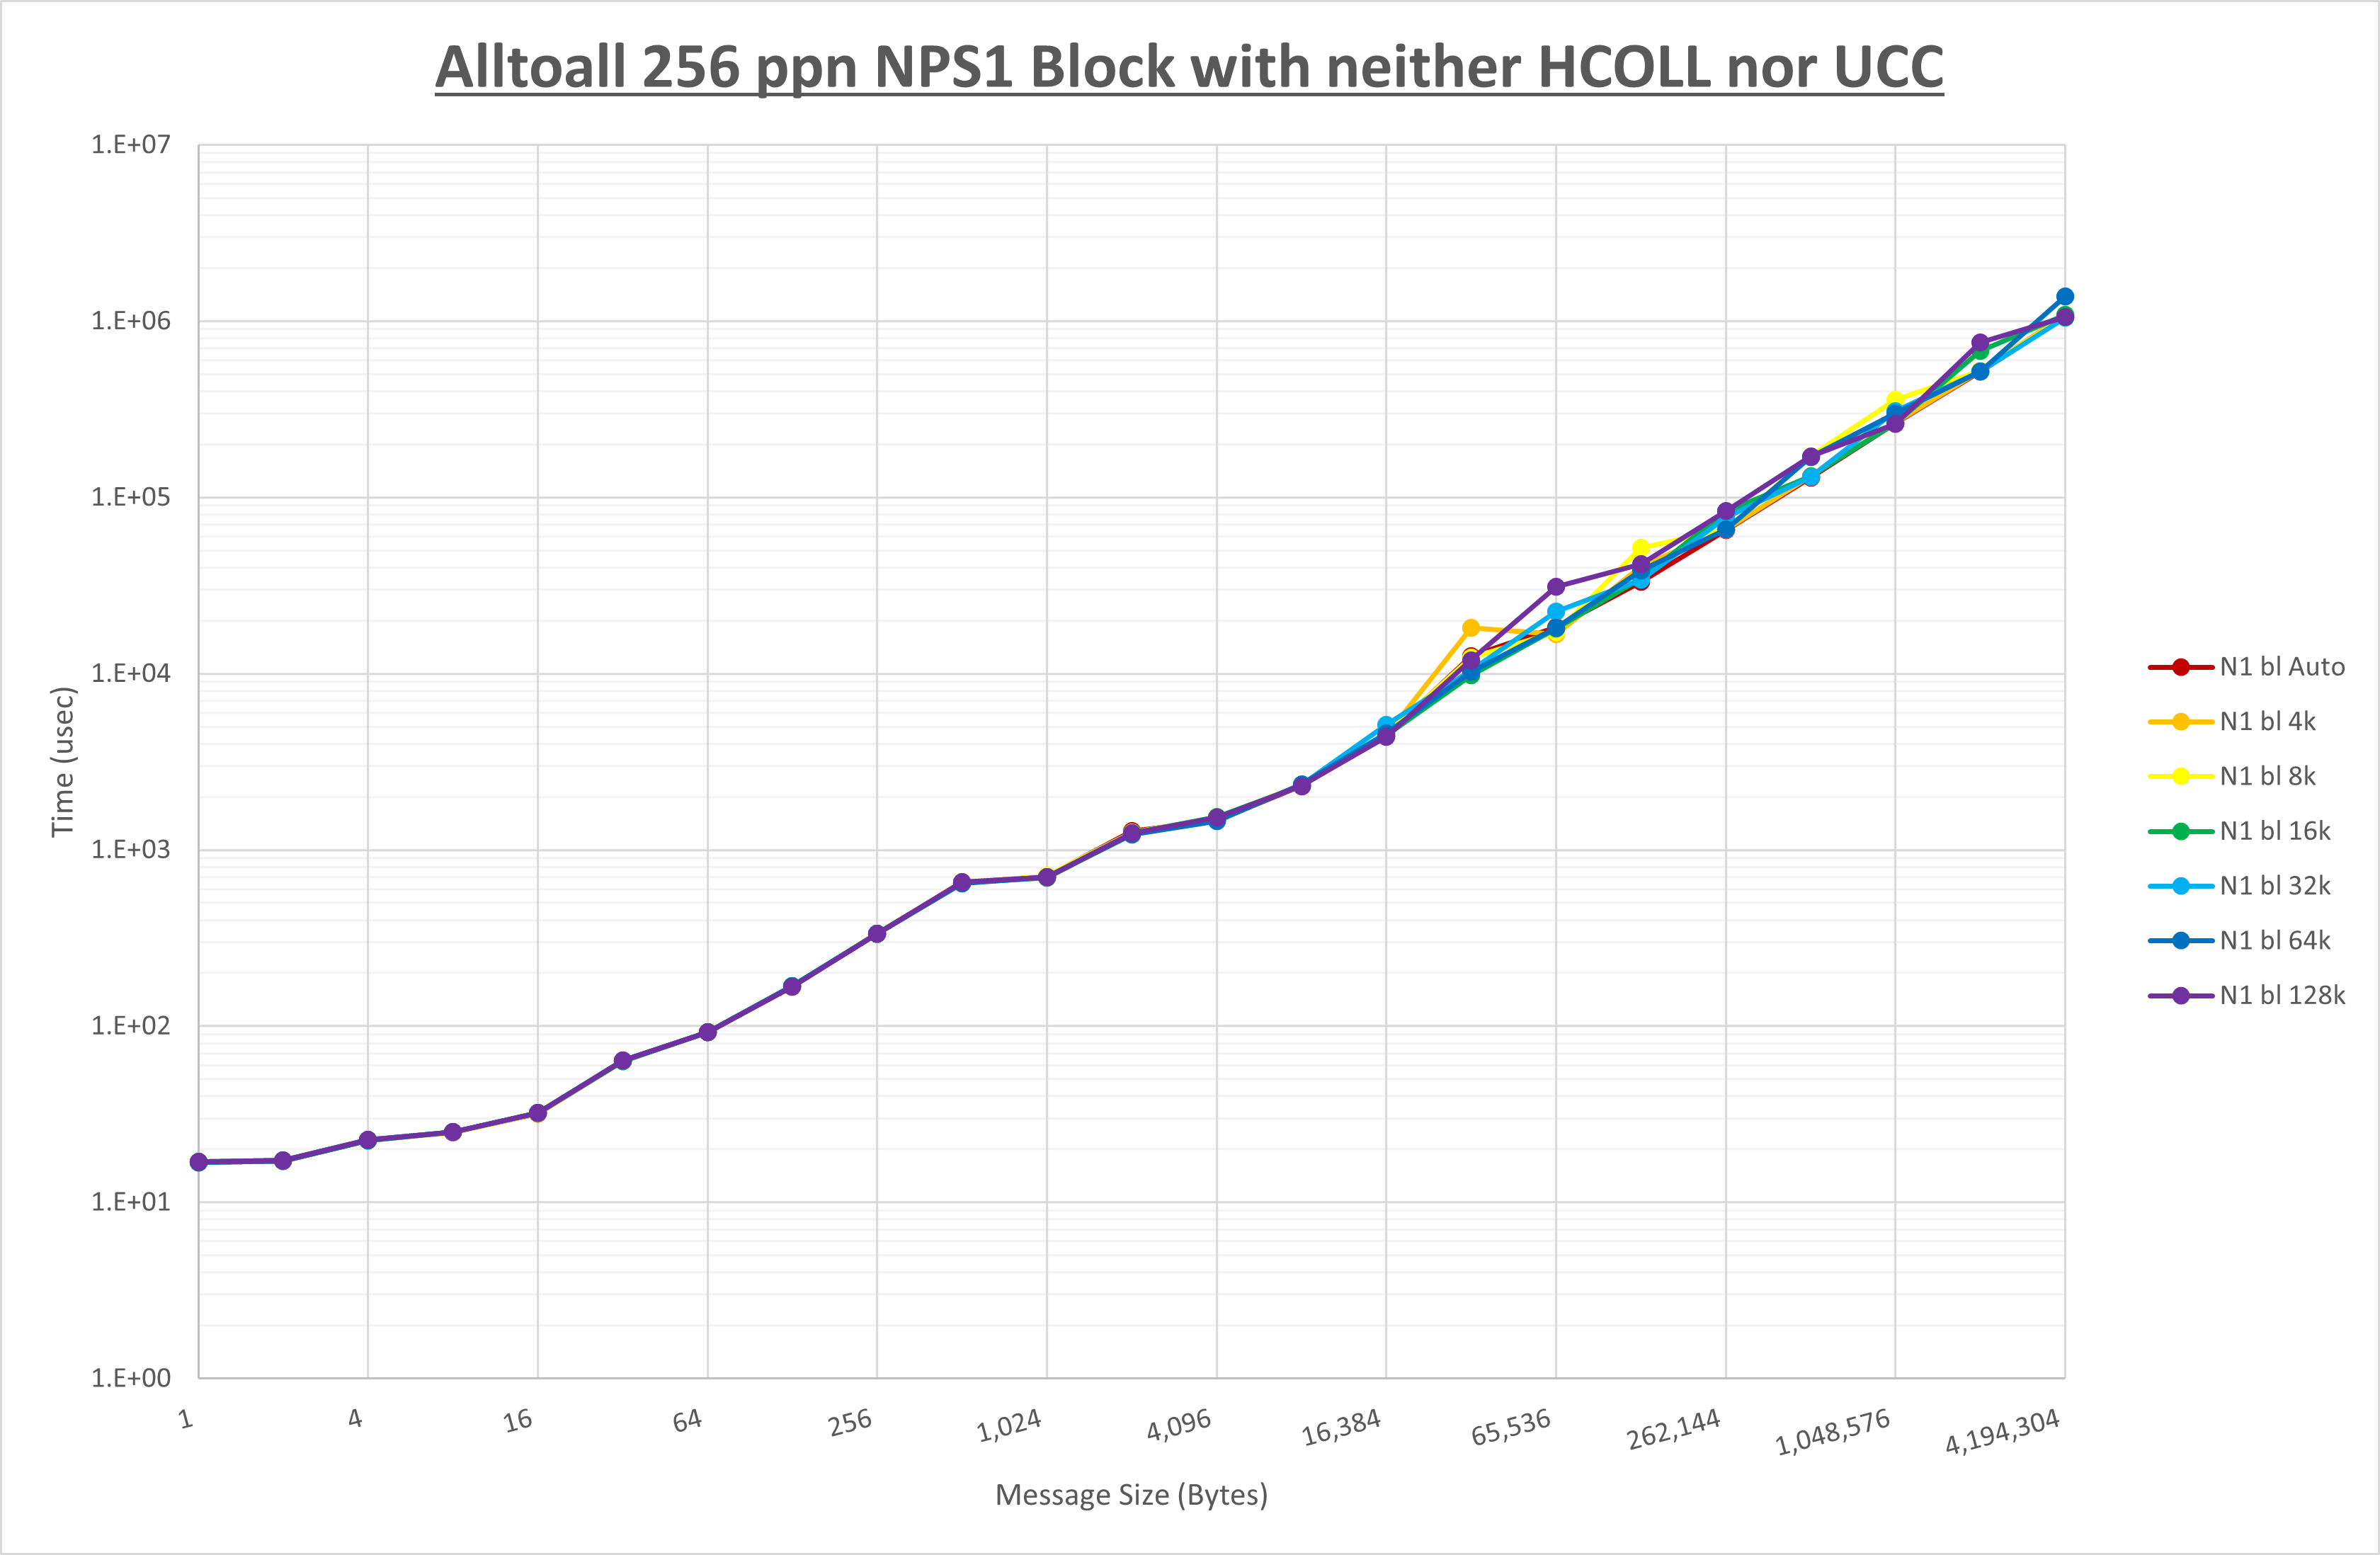 Alltoall 256 ppn NPS1 Block with neither HCOLL nor UCC
1.E+07
1.E+06
1.E+05
1.E+04
1.E+03
1.E+02
1.E+01
1.E+00
Time (usec)
1
4
16
64
256
1,024
4,096
16,384
65,536
262,144
1,048,576
4,194,304
Message Size (Bytes)
N1 bl Auto
N1 bl 4k
N1 bl 8k
N1 bl 16k
N1 bl 32k
N1 bl 64k
N1 bl 128k